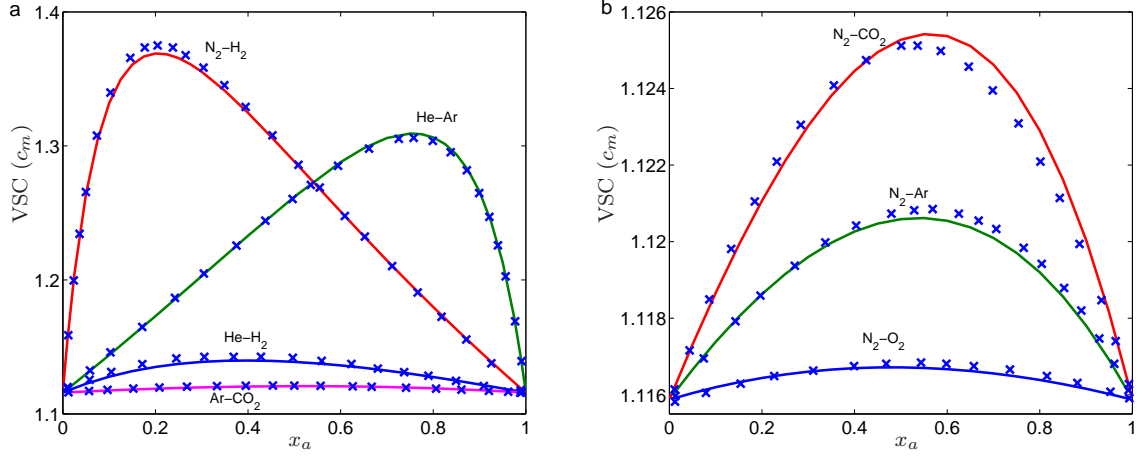 a
VSC (cₘ)
1.4
1.3
1.2
1.1
N₂−H₂
He−Ar
He−H₂
Ar−CO₂
0 0.2 0.4 0.6 0.8 1
xₐ
b
VSC (cₘ)
1.126
1.124
1.122
1.12
1.118
1.116
N₂−CO₂
N₂−Ar
N₂−O₂
0 0.2 0.4 0.6 0.8 1
xₐ